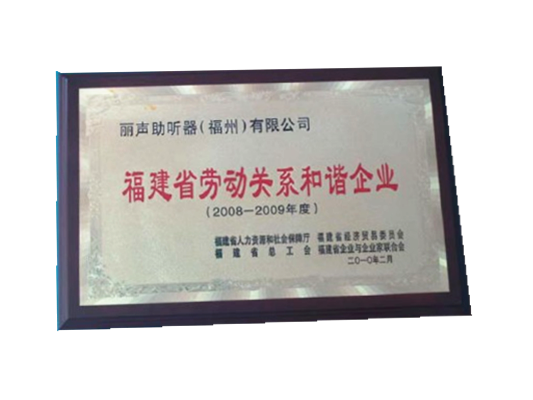 丽声助听器(福州)有限公司
福建省劳动关系和谐企业
(2008—2009年度)
福建省人力资源和社会保障厅 福建省经济贸易委员会
福建省总工会 福建省企业与企业家联合会
二〇一〇年二月